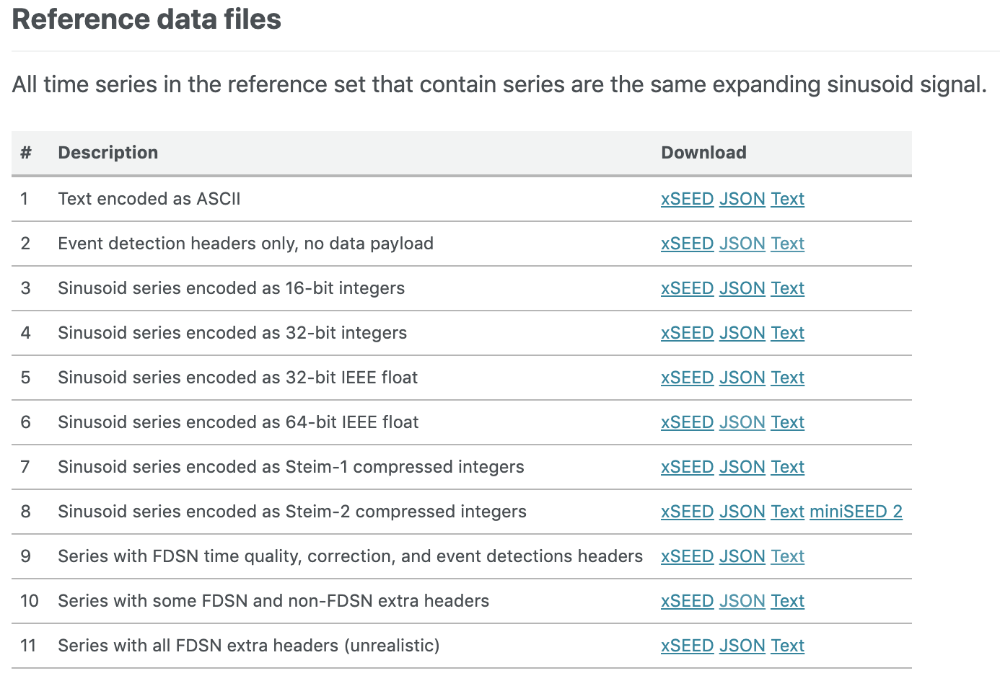 Reference data files
All time series in the reference set that contain series are the same expanding sinusoid signal.
# Description Download
1 Text encoded as ASCII xSEED JSON Text
2 Event detection headers only, no data payload xSEED JSON Text
3 Sinusoid series encoded as 16-bit integers xSEED JSON Text
4 Sinusoid series encoded as 32-bit integers xSEED JSON Text
5 Sinusoid series encoded as 32-bit IEEE float xSEED JSON Text
6 Sinusoid series encoded as 64-bit IEEE float xSEED JSON Text
7 Sinusoid series encoded as Steim-1 compressed integers xSEED JSON Text
8 Sinusoid series encoded as Steim-2 compressed integers xSEED JSON Text miniSEED 2
9 Series with FDSN time quality, correction, and event detections headers xSEED JSON Text
10 Series with some FDSN and non-FDSN extra headers xSEED JSON Text
11 Series with all FDSN extra headers (unrealistic) xSEED JSON Text